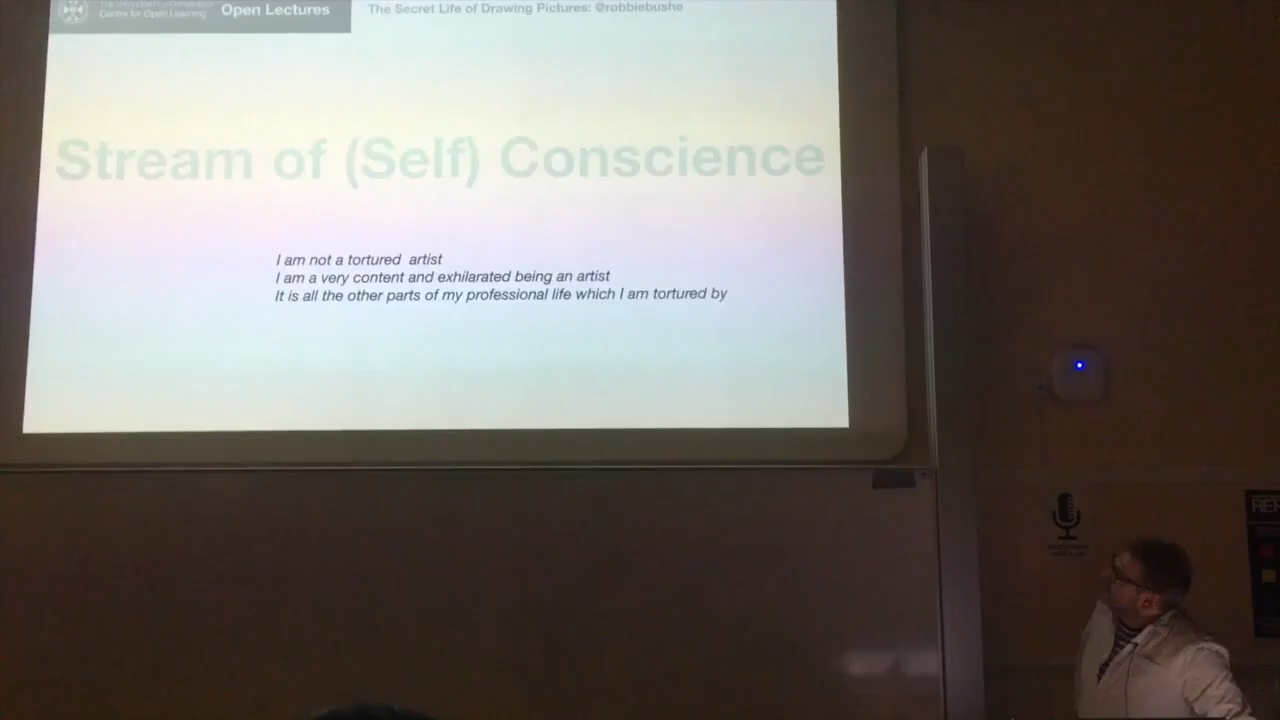 Centre for Open Learning
Open Lectures
The Secret Life of Drawing Pictures: @robbiebushe
Stream of (Self) Conscience
I am not a tortured artist
I am a very content and exhilarated being an artist
It is all the other parts of my professional life which I am tortured by